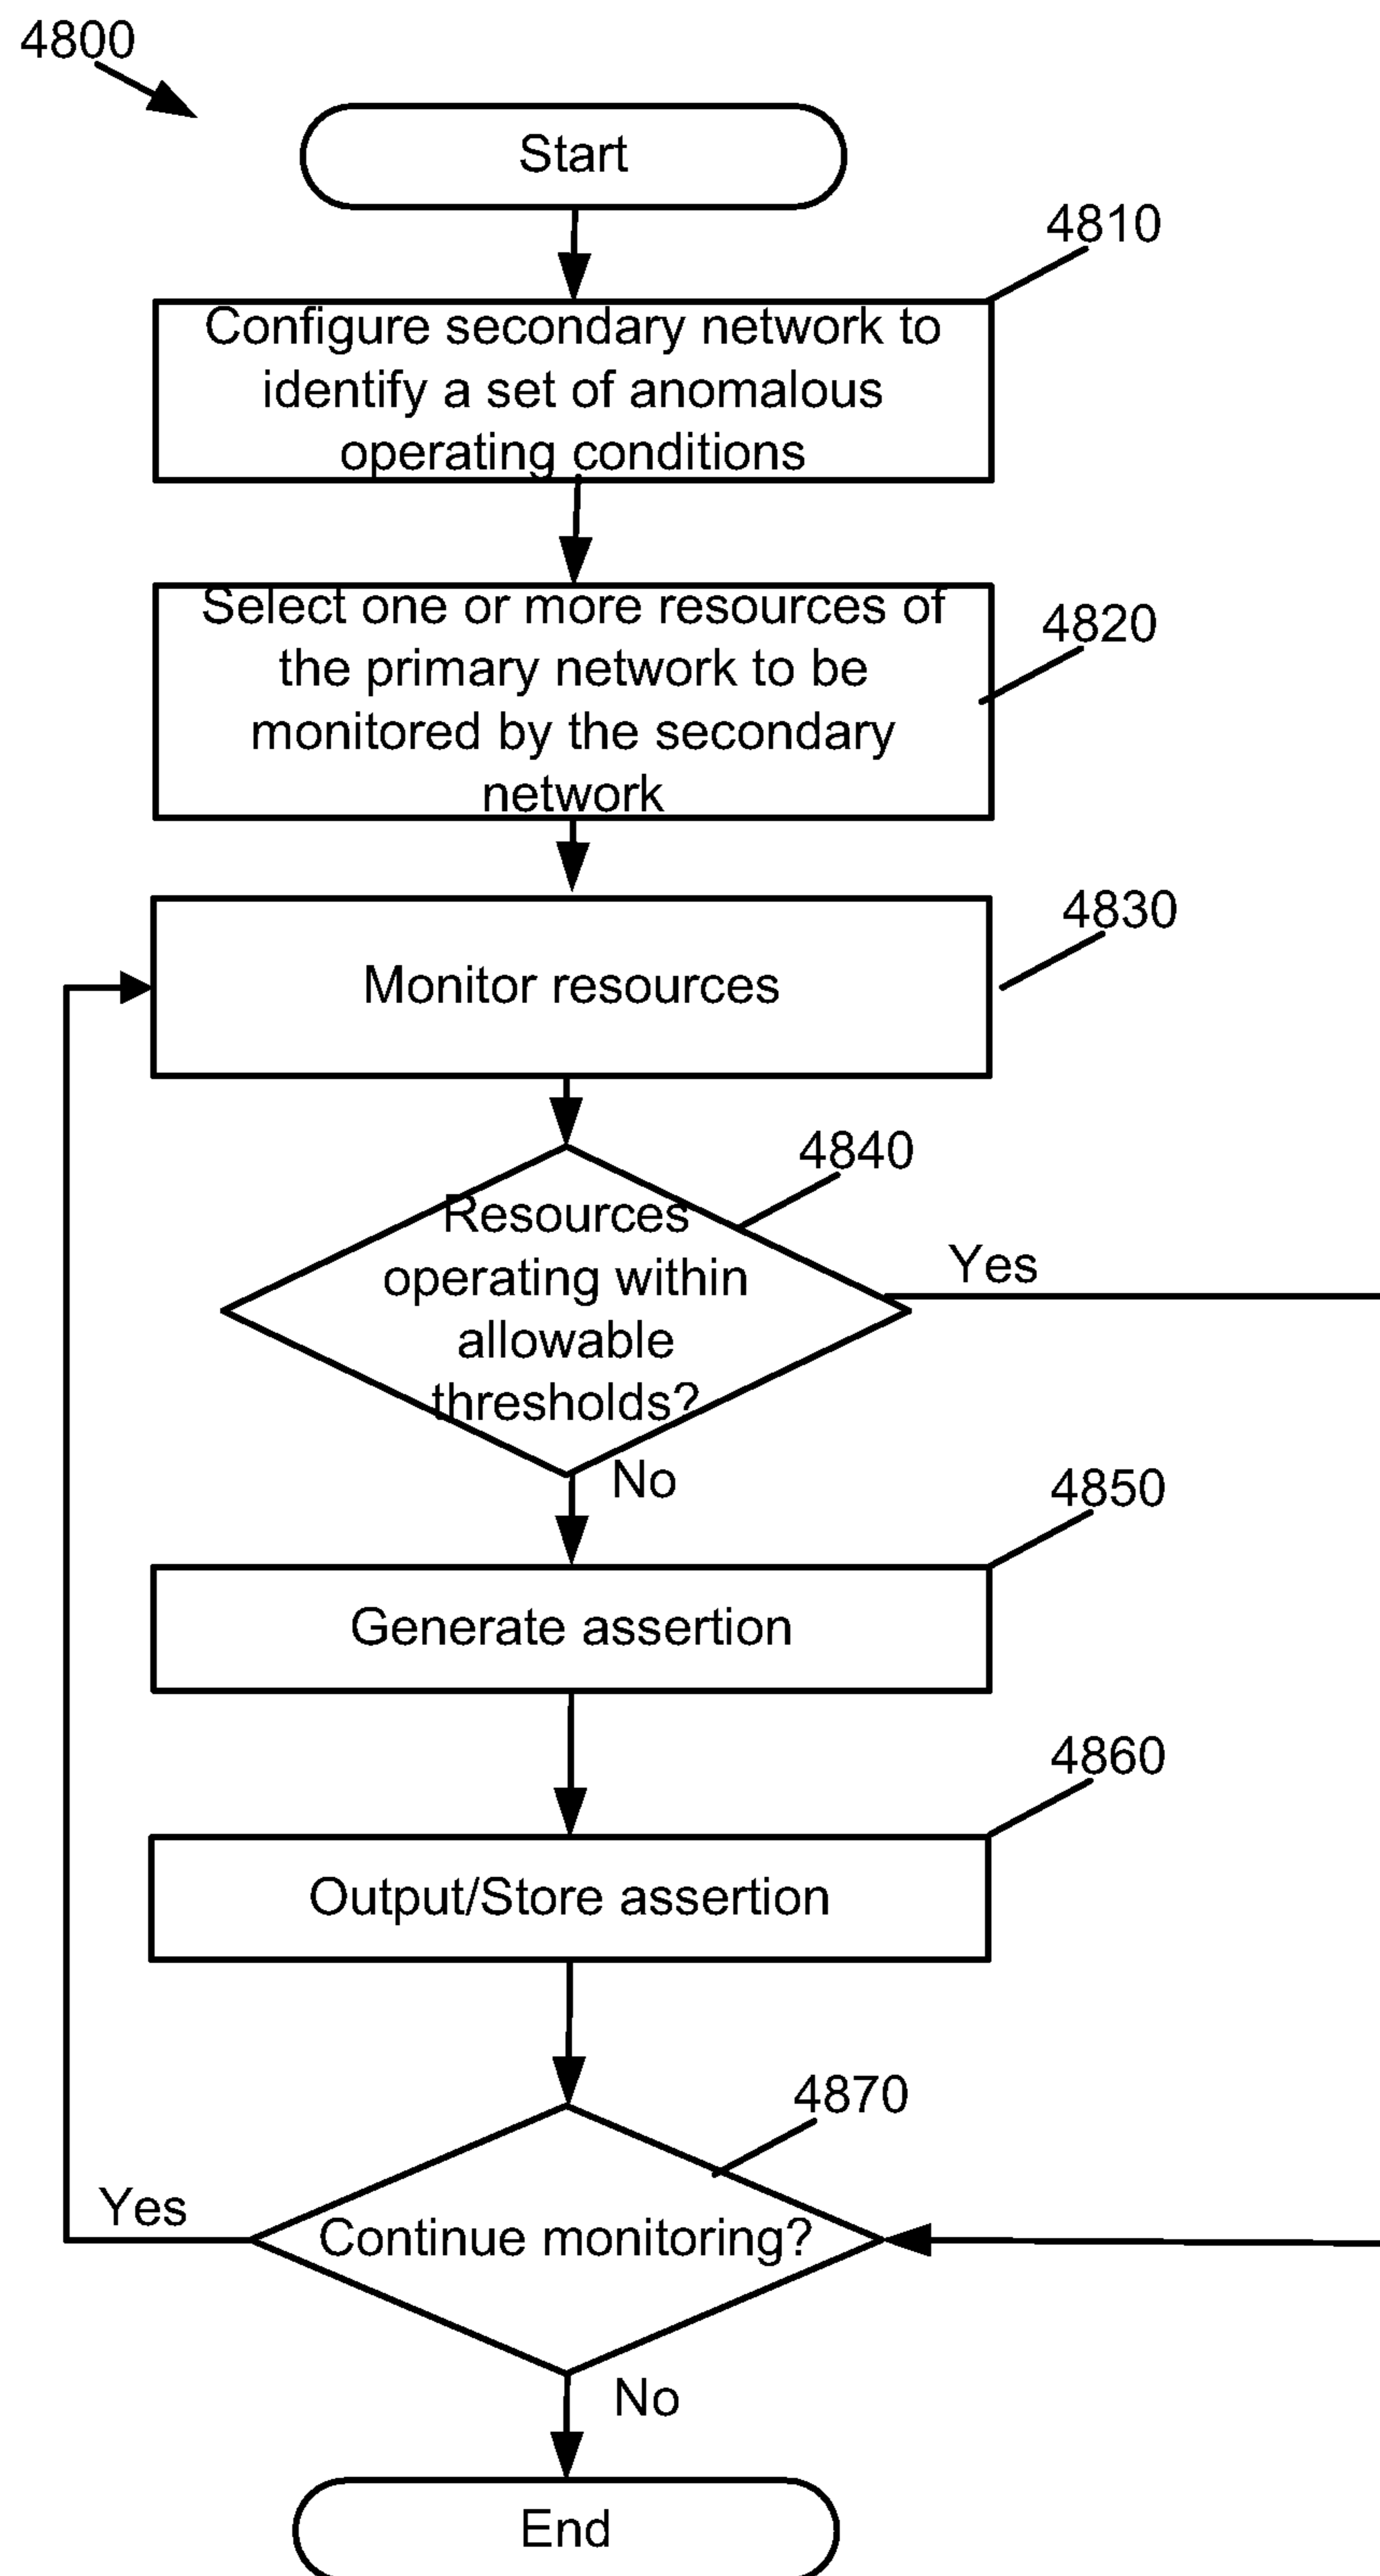 4800
Start
4810
Configure secondary network to
identify a set of anomalous
operating conditions
4820
Select one or more resources of
the primary network to be
monitored by the secondary
network
4830
Monitor resources
4840
Resources
operating within
allowable
thresholds?
Yes
No
4850
Generate assertion
4860
Output/Store assertion
4870
Continue monitoring?
Yes
No
End